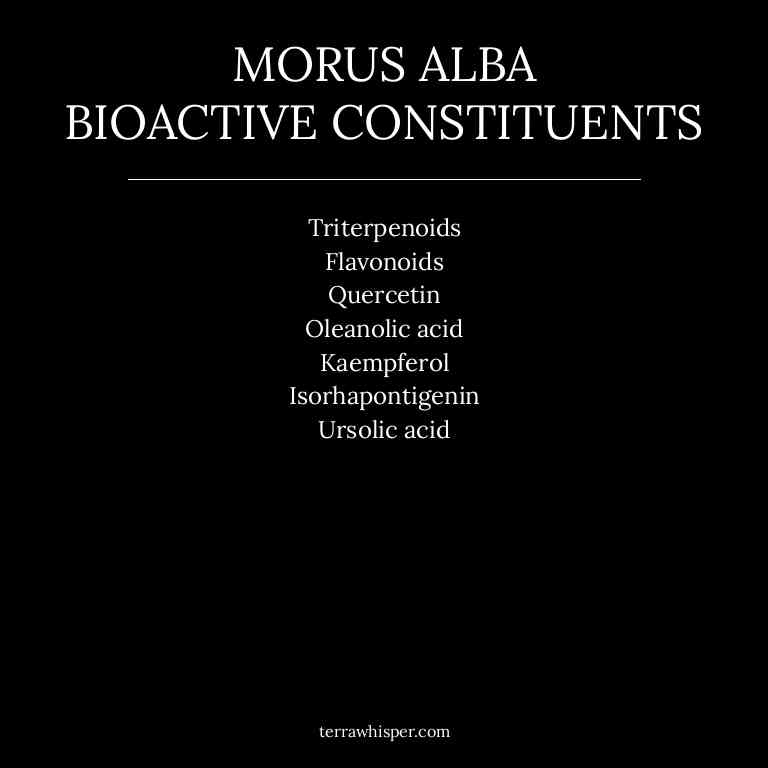 MORUS ALBA
BIOACTIVE CONSTITUENTS
Triterpenoids
Flavonoids
Quercetin
Oleanolic acid
Kaempferol
Isorhapontigenin
Ursolic acid
terrawhisper.com